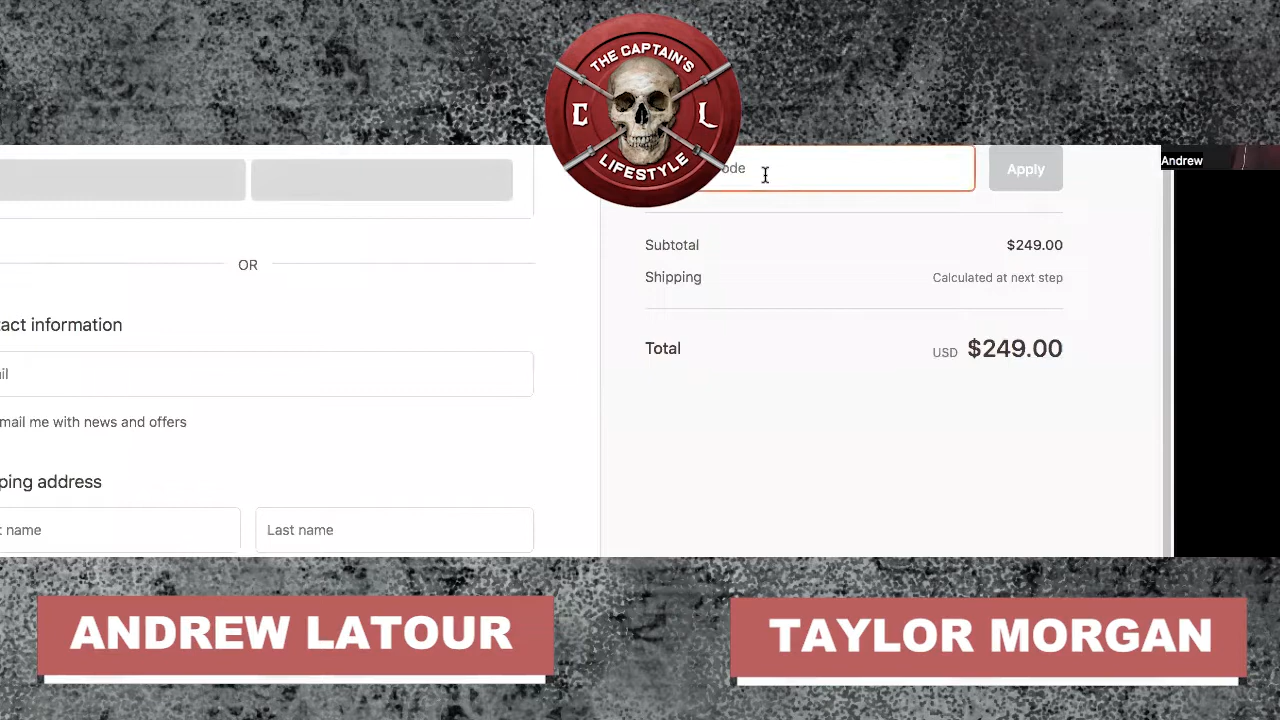 THE CAPTAIN'S
C L
LIFESTYLE
Andrew
ode
Apply
Subtotal $249.00
Shipping Calculated at next step
Total USD $249.00
OR
tact information
il
mail me with news and offers
ping address
t name
Last name
ANDREW LATOUR
TAYLOR MORGAN